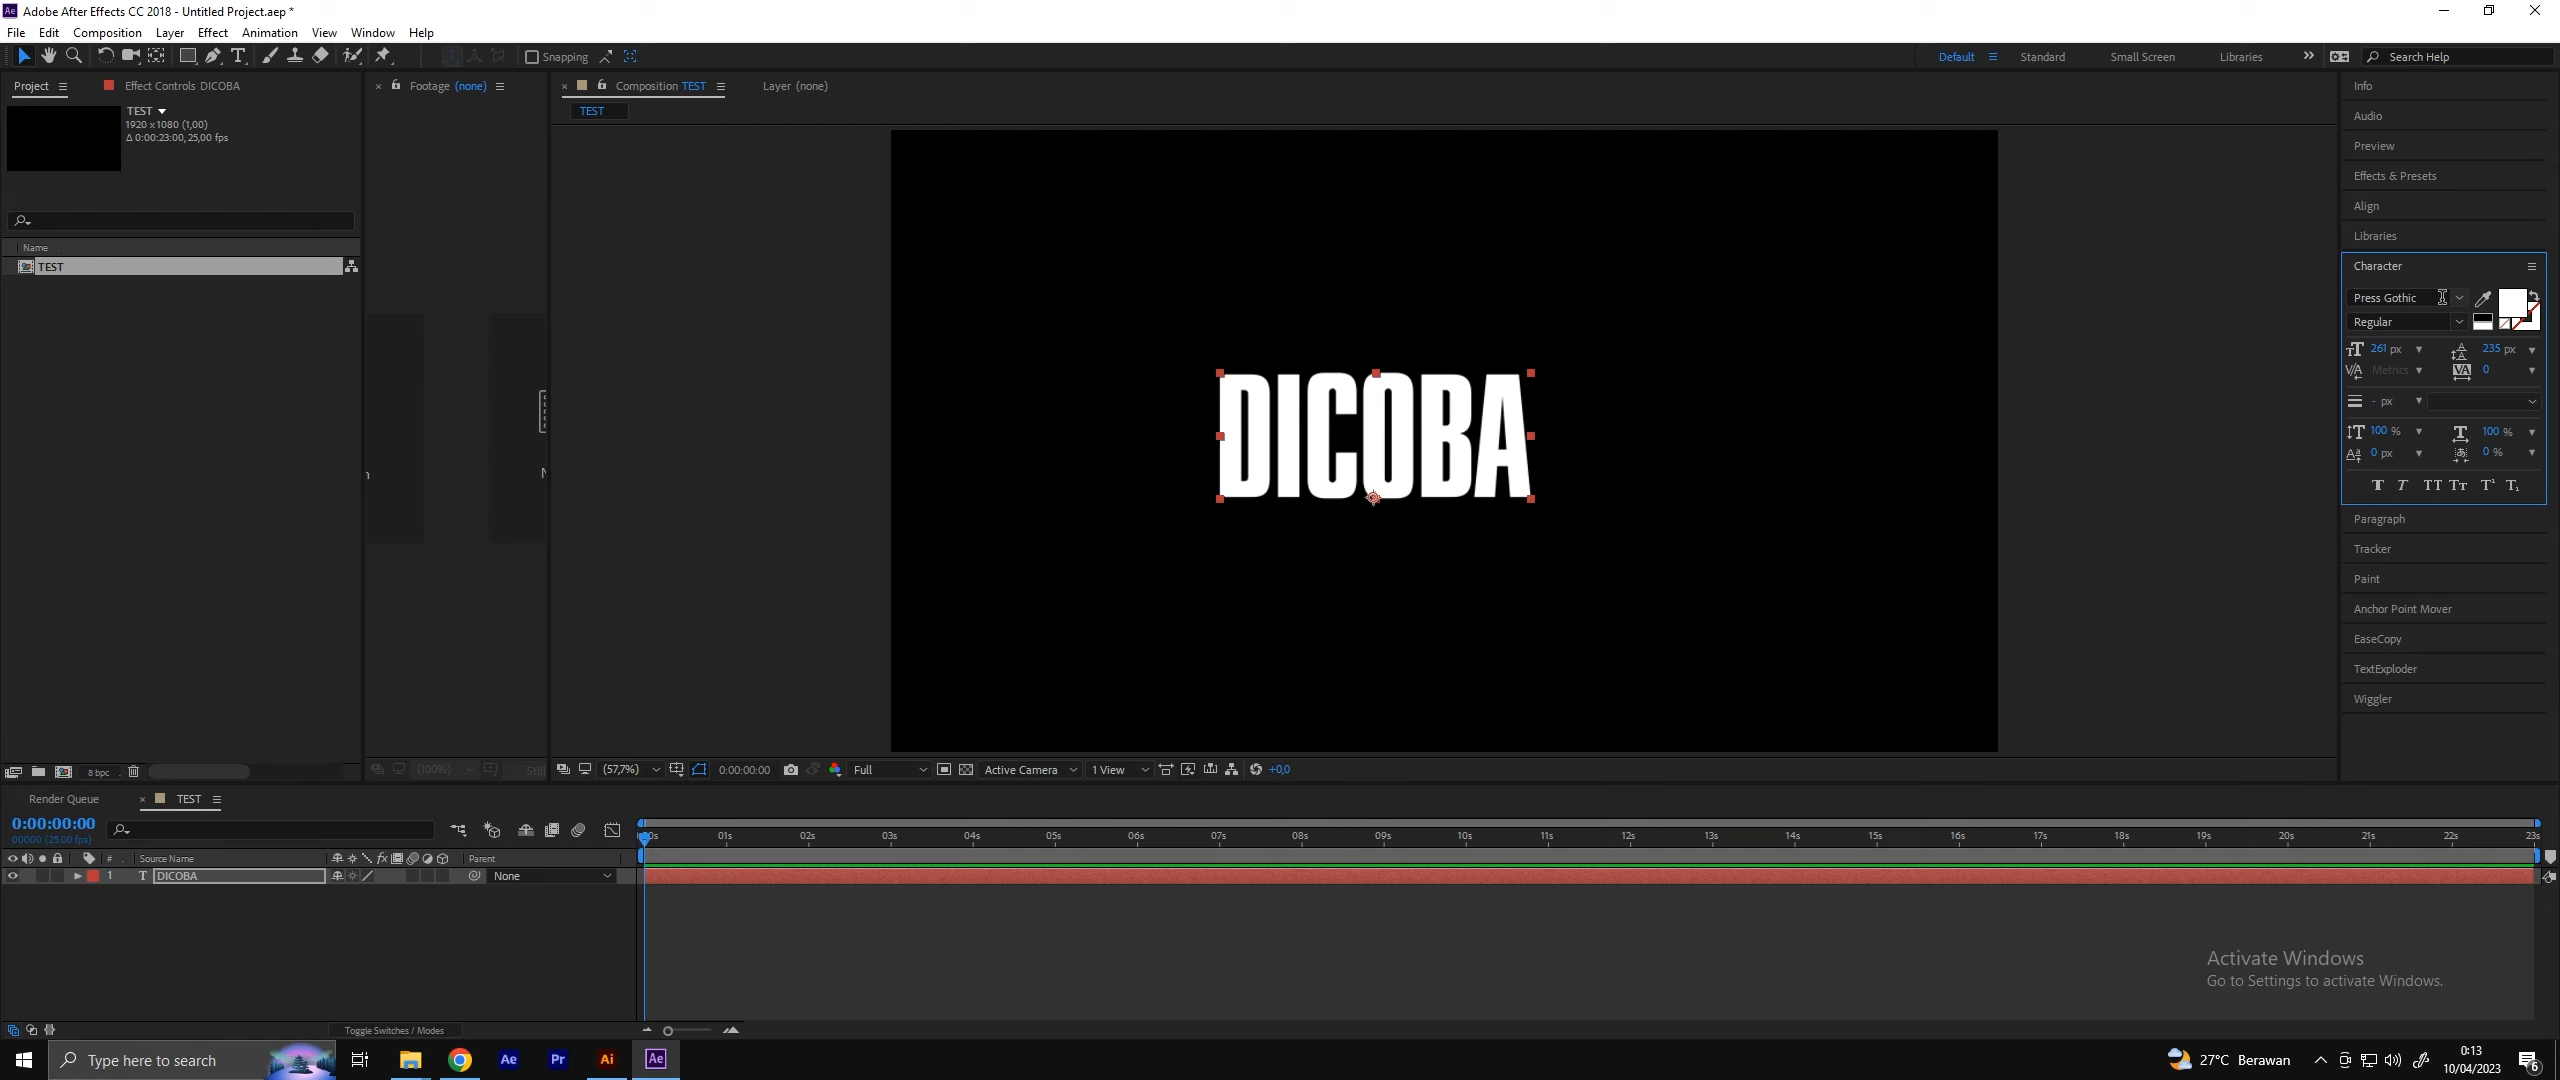 Adobe After Effects CC 2018 - Untitled Project.aep *
File Edit Composition Layer Effect Animation View Window Help
Snapping
Default Standard Small Screen Libraries Search Help
Project Effect Controls DICOBA
TEST
1920 x1080 (1,00)
Δ 0:00:23:00, 25,00 fps
Name
TEST
8 bpc
Footage (none)
(100%)
Composition TEST Layer (none)
TEST
DICOBA
(57,7%) 0:00:00:00 Full Active Camera 1 View +0,0
Info
Audio
Preview
Effects & Presets
Align
Libraries
Character
Press Gothic
Regular
261 px 235 px
Metrics 0
- px
100 % 100 %
0 px 0 %
Paragraph
Tracker
Paint
Anchor Point Mover
EaseCopy
TextExploder
Wiggler
Render Queue TEST
0:00:00:00
00000 (25.00 fps)
# Source Name Parent
1 DICOBA None
00s 01s 02s 03s 04s 05s 06s 07s 08s 09s 10s 11s 12s 13s 14s 15s 16s 17s 18s 19s 20s 21s 22s 23s
Toggle Switches / Modes
Activate Windows
Go to Settings to activate Windows.
Type here to search
Ae Pr Ai Ae
27°C Berawan
0:13
10/04/2023
6